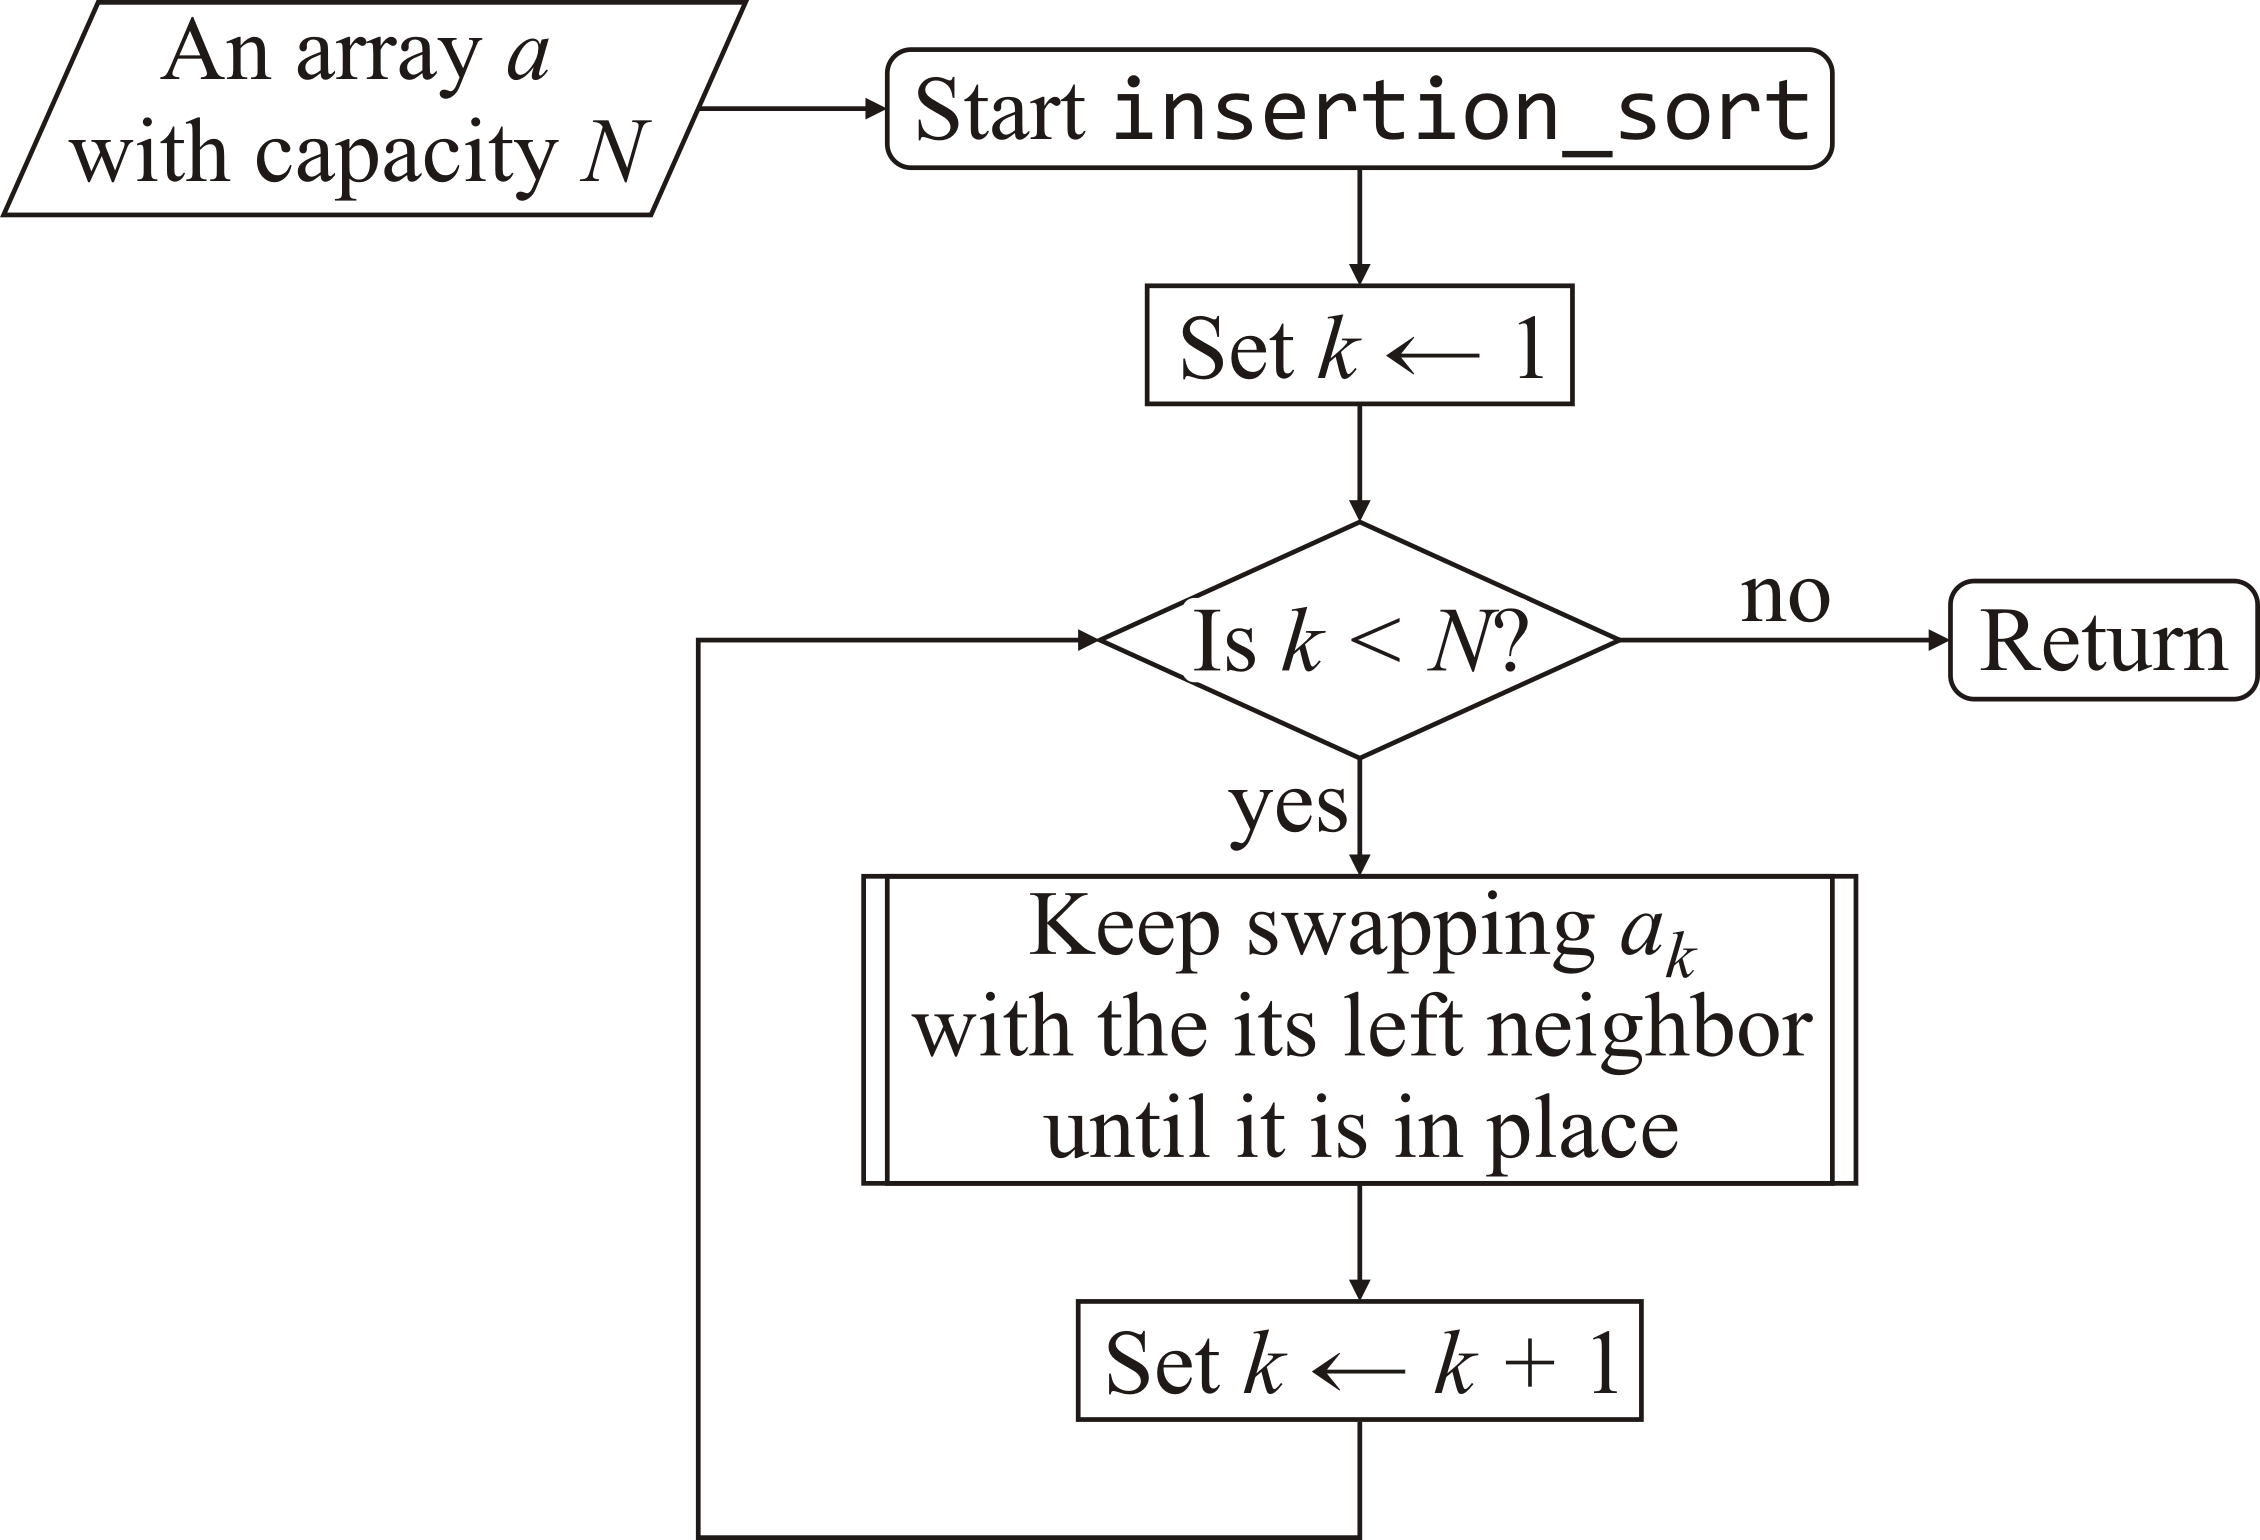 An array a
with capacity N
Start insertion_sort
Set k ← 1
Is k < N?
no
Return
yes
Keep swapping aₖ
with the its left neighbor
until it is in place
Set k ← k + 1